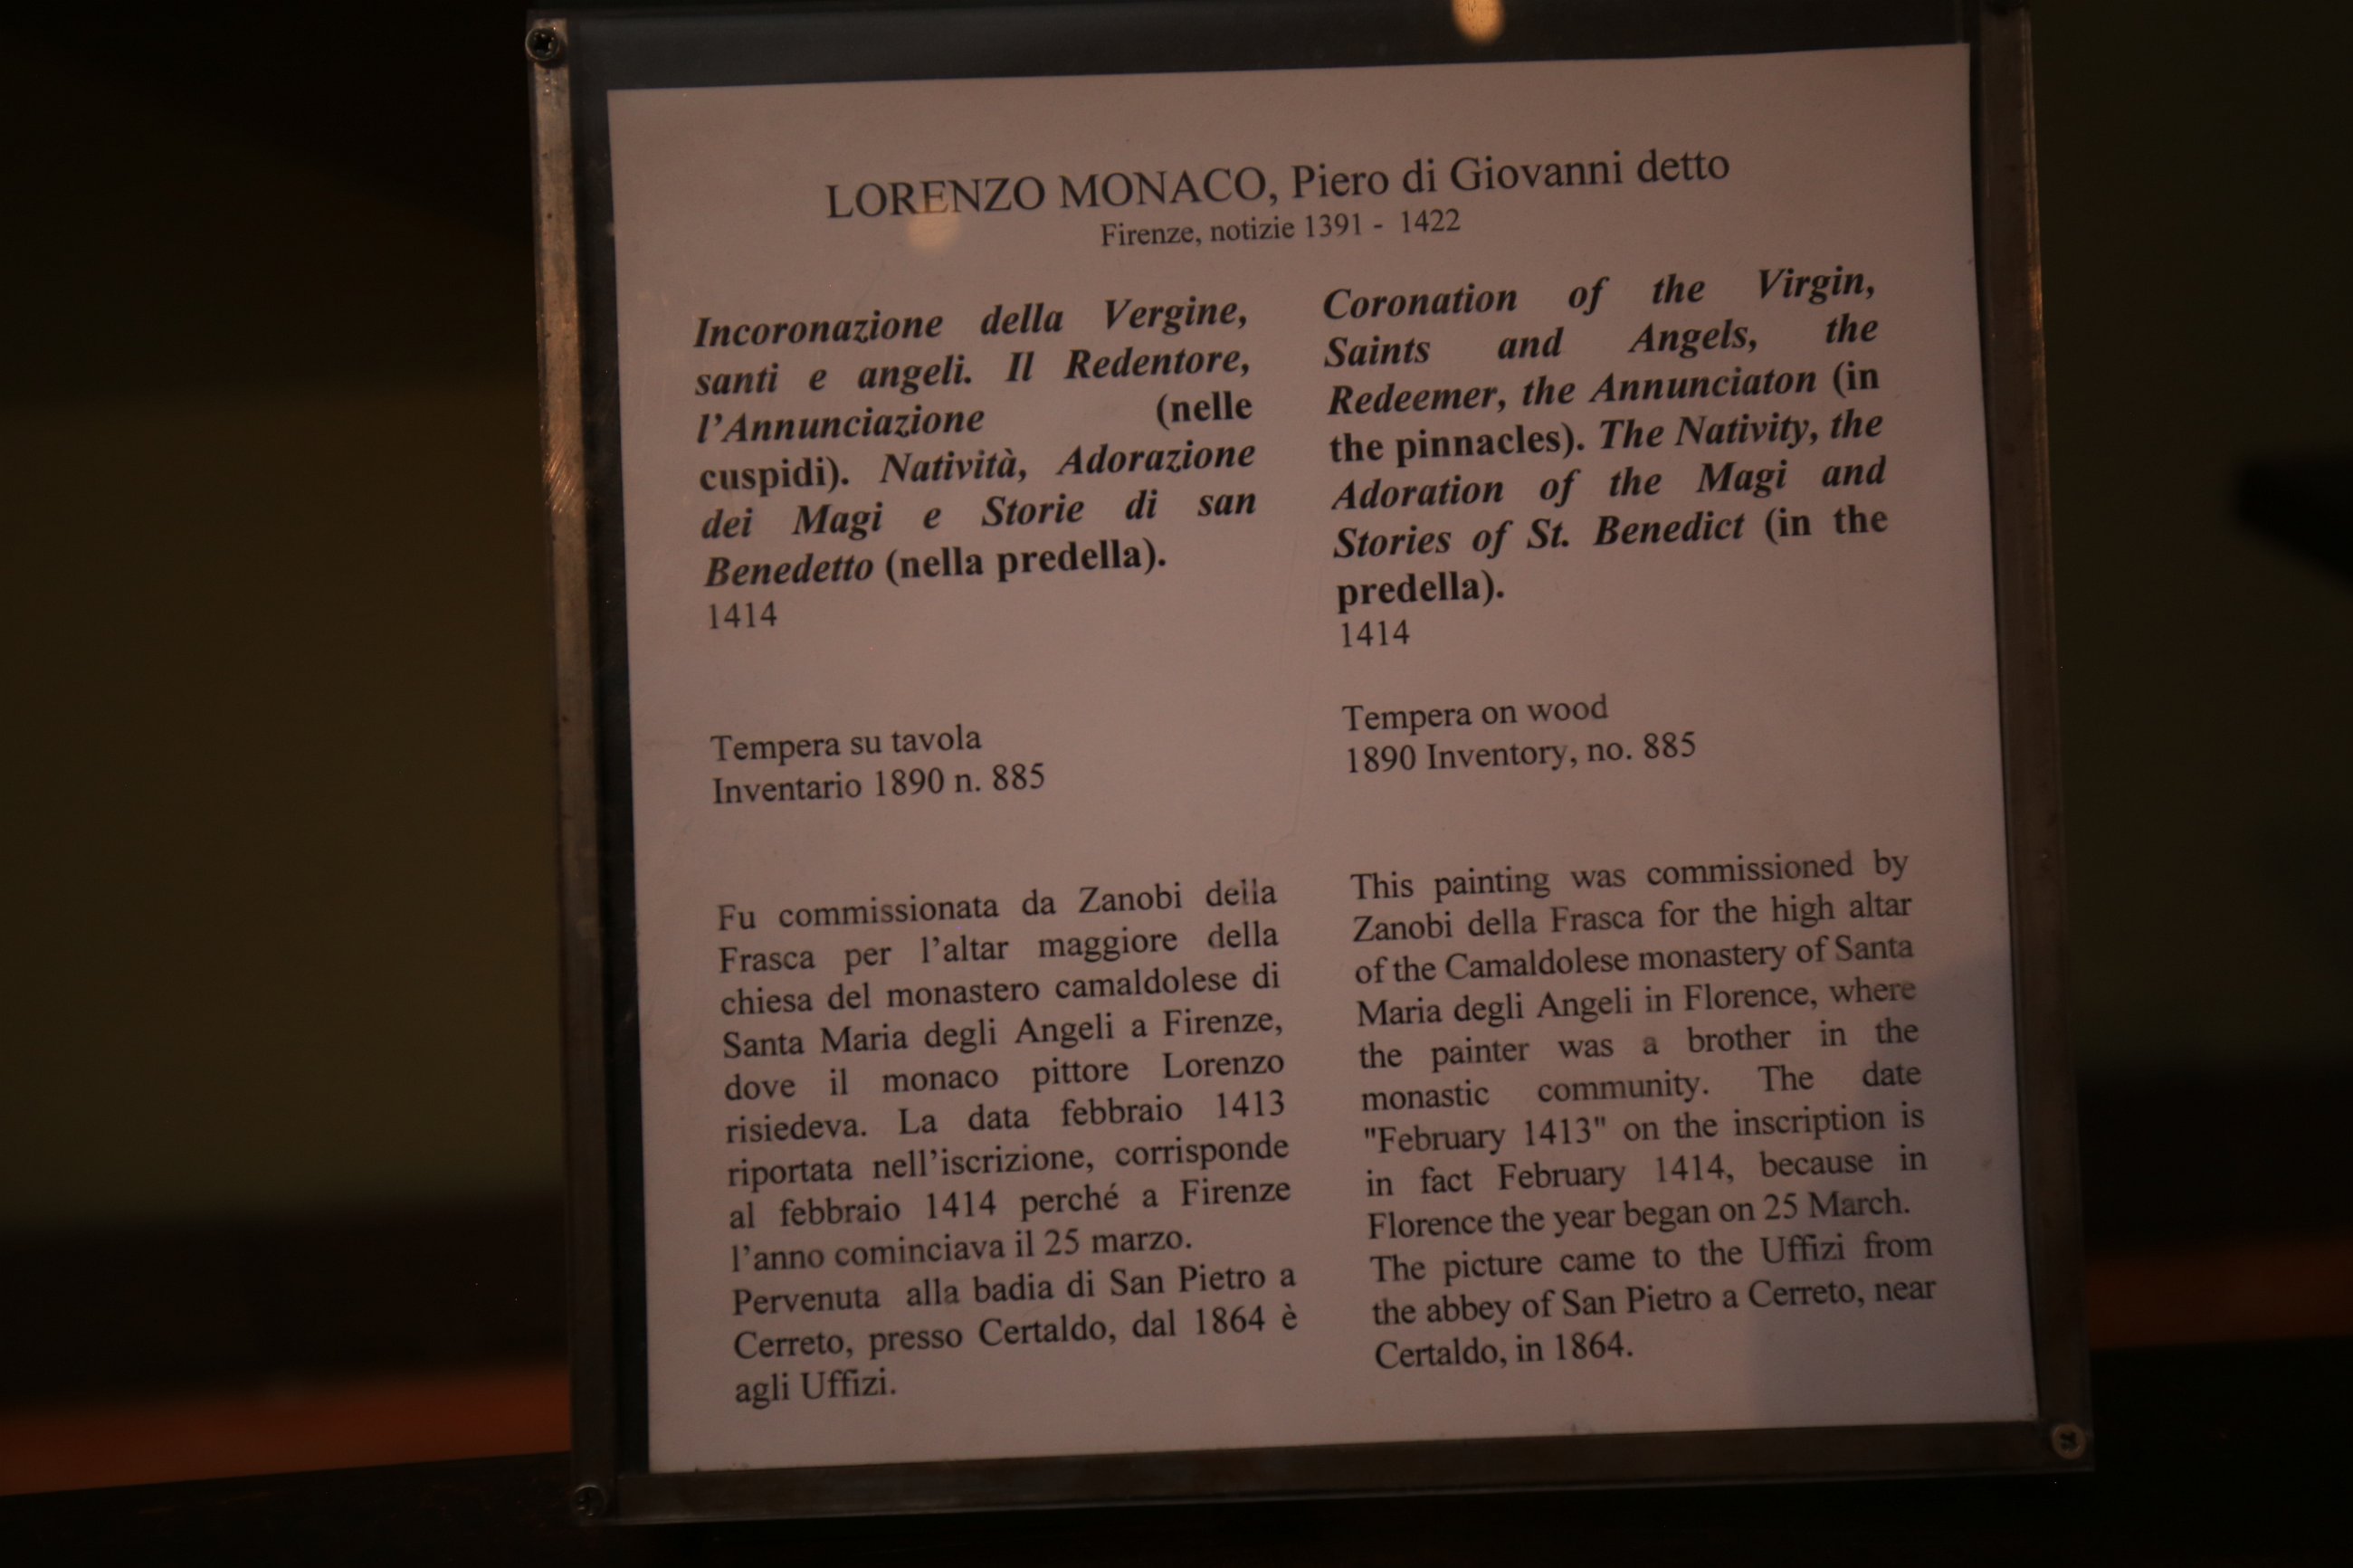 LORENZO MONACO, Piero di Giovanni detto
Firenze, notizie 1391 - 1422
Incoronazione della Vergine,
santi e angeli. Il Redentore,
l’Annunciazione (nelle
cuspidi). Natività, Adorazione
dei Magi e Storie di san
Benedetto (nella predella).
1414
Tempera su tavola
Inventario 1890 n. 885
Fu commissionata da Zanobi della
Frasca per l’altar maggiore della
chiesa del monastero camaldolese di
Santa Maria degli Angeli a Firenze,
dove il monaco pittore Lorenzo
risiedeva. La data febbraio 1413
riportata nell’iscrizione, corrisponde
al febbraio 1414 perché a Firenze
l’anno cominciava il 25 marzo.
Pervenuta alla badia di San Pietro a
Cerreto, presso Certaldo, dal 1864 è
agli Uffizi.
Coronation of the Virgin,
Saints and Angels, the
Redeemer, the Annunciaton (in
the pinnacles). The Nativity, the
Adoration of the Magi and
Stories of St. Benedict (in the
predella).
1414
Tempera on wood
1890 Inventory, no. 885
This painting was commissioned by
Zanobi della Frasca for the high altar
of the Camaldolese monastery of Santa
Maria degli Angeli in Florence, where
the painter was a brother in the
monastic community. The date
"February 1413" on the inscription is
in fact February 1414, because in
Florence the year began on 25 March.
The picture came to the Uffizi from
the abbey of San Pietro a Cerreto, near
Certaldo, in 1864.